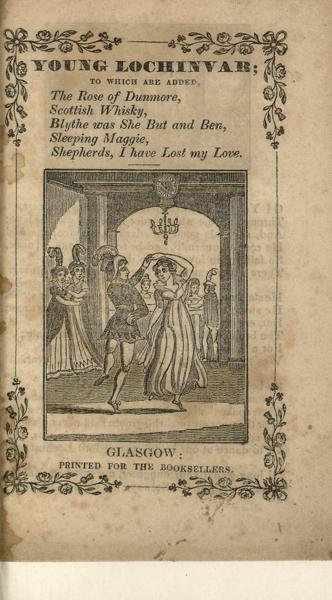 YOUNG LOCHINVAR;
TO WHICH ARE ADDED,
The Rose of Dunmore,
Scottish Whisky,
Blythe was She But and Ben,
Sleeping Maggie,
Shepherds, I have Lost my Love.
GLASGOW:
PRINTED FOR THE BOOKSELLERS.